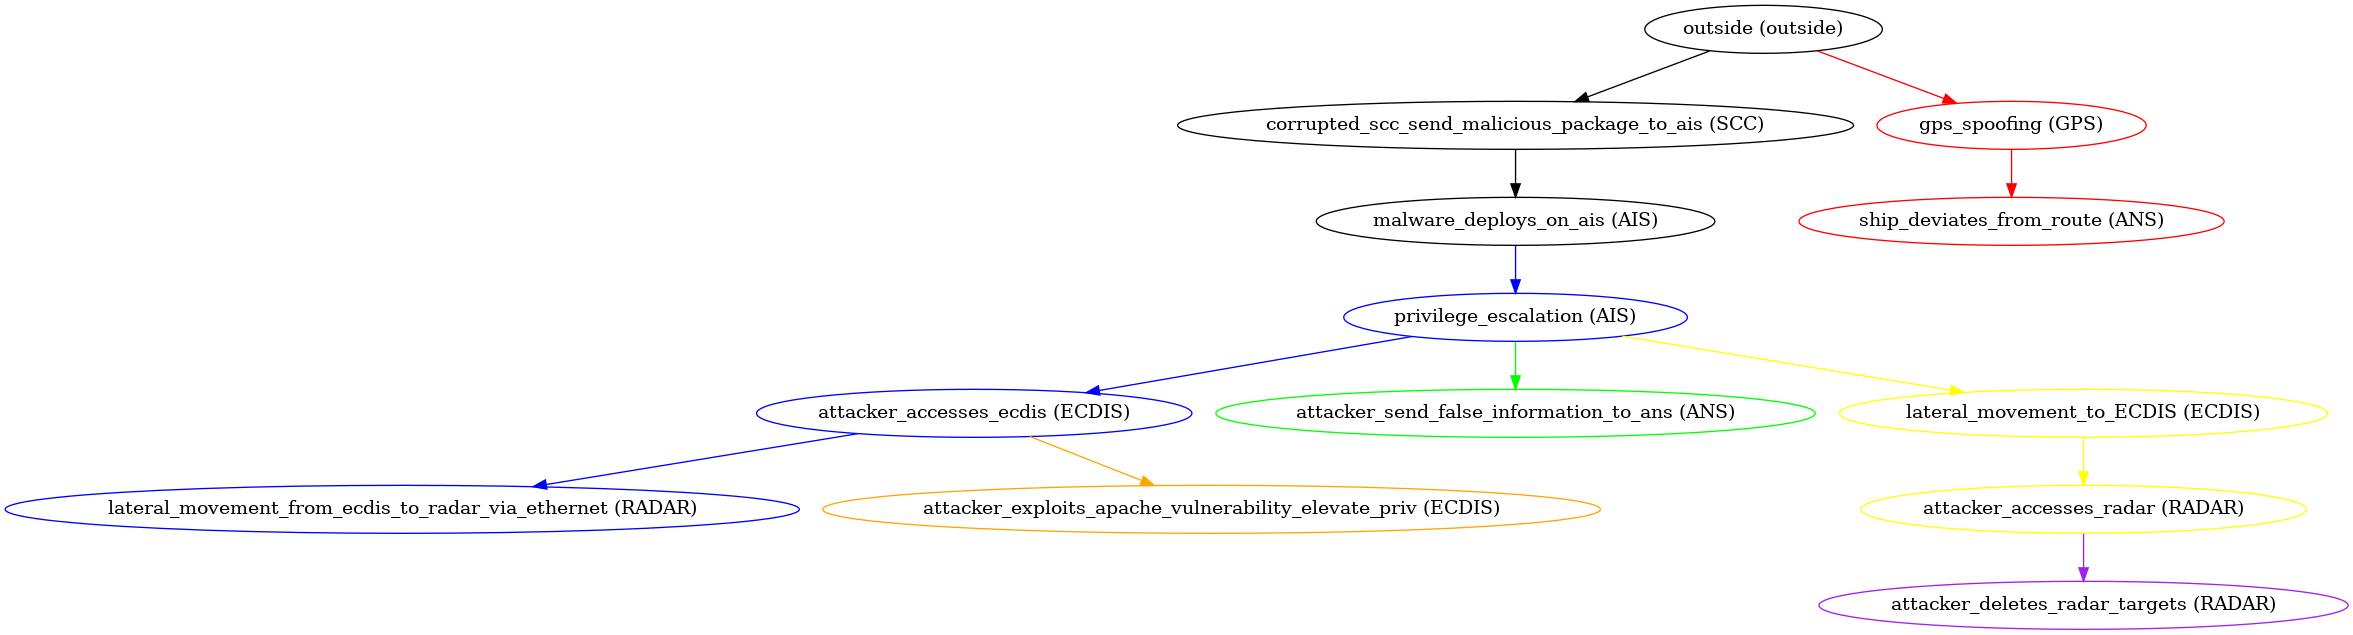 outside (outside)
corrupted_scc_send_malicious_package_to_ais (SCC)
gps_spoofing (GPS)
malware_deploys_on_ais (AIS)
ship_deviates_from_route (ANS)
privilege_escalation (AIS)
attacker_accesses_ecdis (ECDIS)
attacker_send_false_information_to_ans (ANS)
lateral_movement_to_ECDIS (ECDIS)
lateral_movement_from_ecdis_to_radar_via_ethernet (RADAR)
attacker_exploits_apache_vulnerability_elevate_priv (ECDIS)
attacker_accesses_radar (RADAR)
attacker_deletes_radar_targets (RADAR)